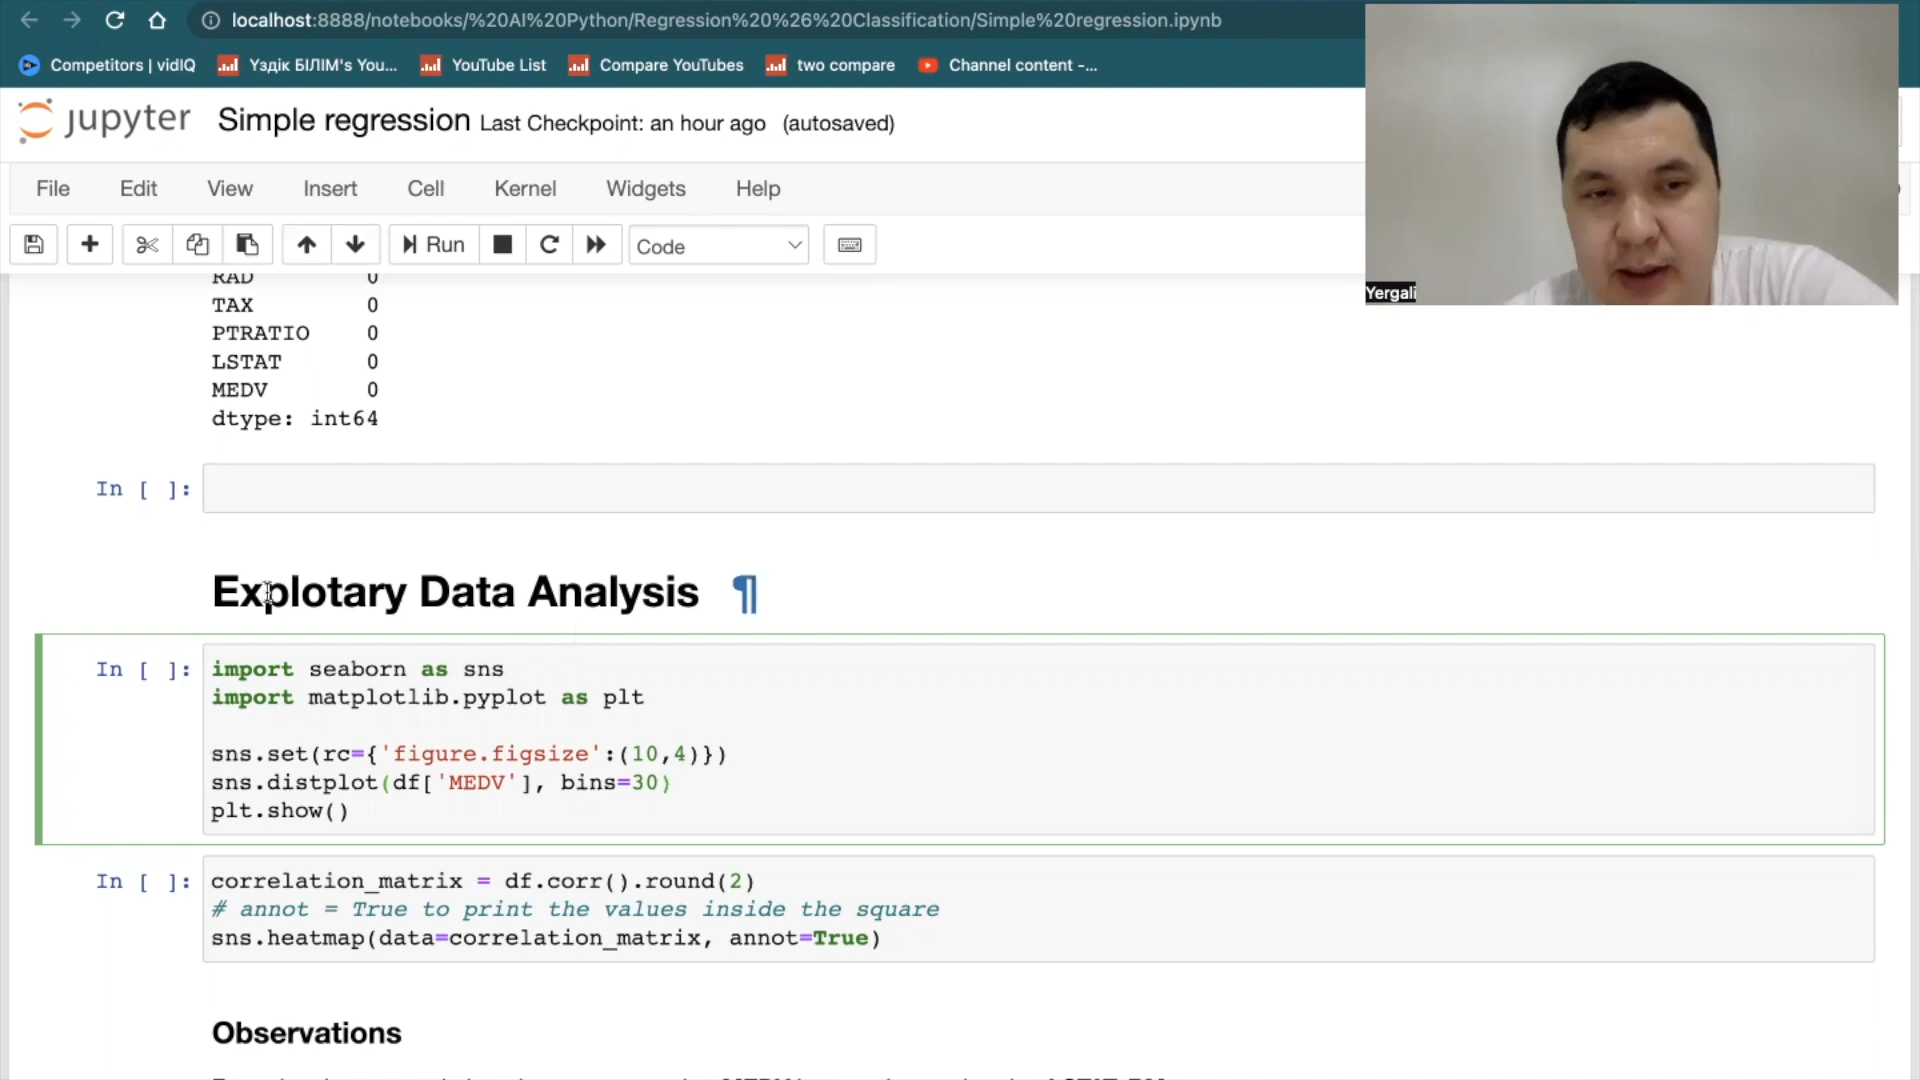 localhost:8888/notebooks/%20AI%20Python/Regression%20%26%20Classification/Simple%20regression.ipynb
Competitors | vidIQ Үздік БІЛІМ's You... YouTube List Compare YouTubes two compare Channel content -...
jupyter Simple regression Last Checkpoint: an hour ago (autosaved)
File Edit View Insert Cell Kernel Widgets Help
Run Code
Yergali
RAD 0
TAX 0
PTRATIO 0
LSTAT 0
MEDV 0
dtype: int64
In [ ]:
Explotary Data Analysis ¶
In [ ]: import seaborn as sns
import matplotlib.pyplot as plt
sns.set(rc={'figure.figsize':(10,4)})
sns.distplot(df['MEDV'], bins=30)
plt.show()
In [ ]: correlation_matrix = df.corr().round(2)
# annot = True to print the values inside the square
sns.heatmap(data=correlation_matrix, annot=True)
Observations